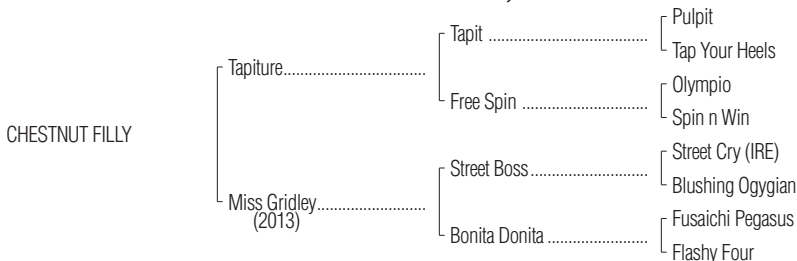 Pulpit
Tapit ........................................
Tap Your Heels
Tapiture....................................
Olympio
Free Spin ................................
Spin n Win
CHESTNUT FILLY
Street Cry (IRE)
Street Boss..............................
Blushing Ogygian
Miss Gridley...........................
(2013)
Fusaichi Pegasus
Bonita Donita .........................
Flashy Four